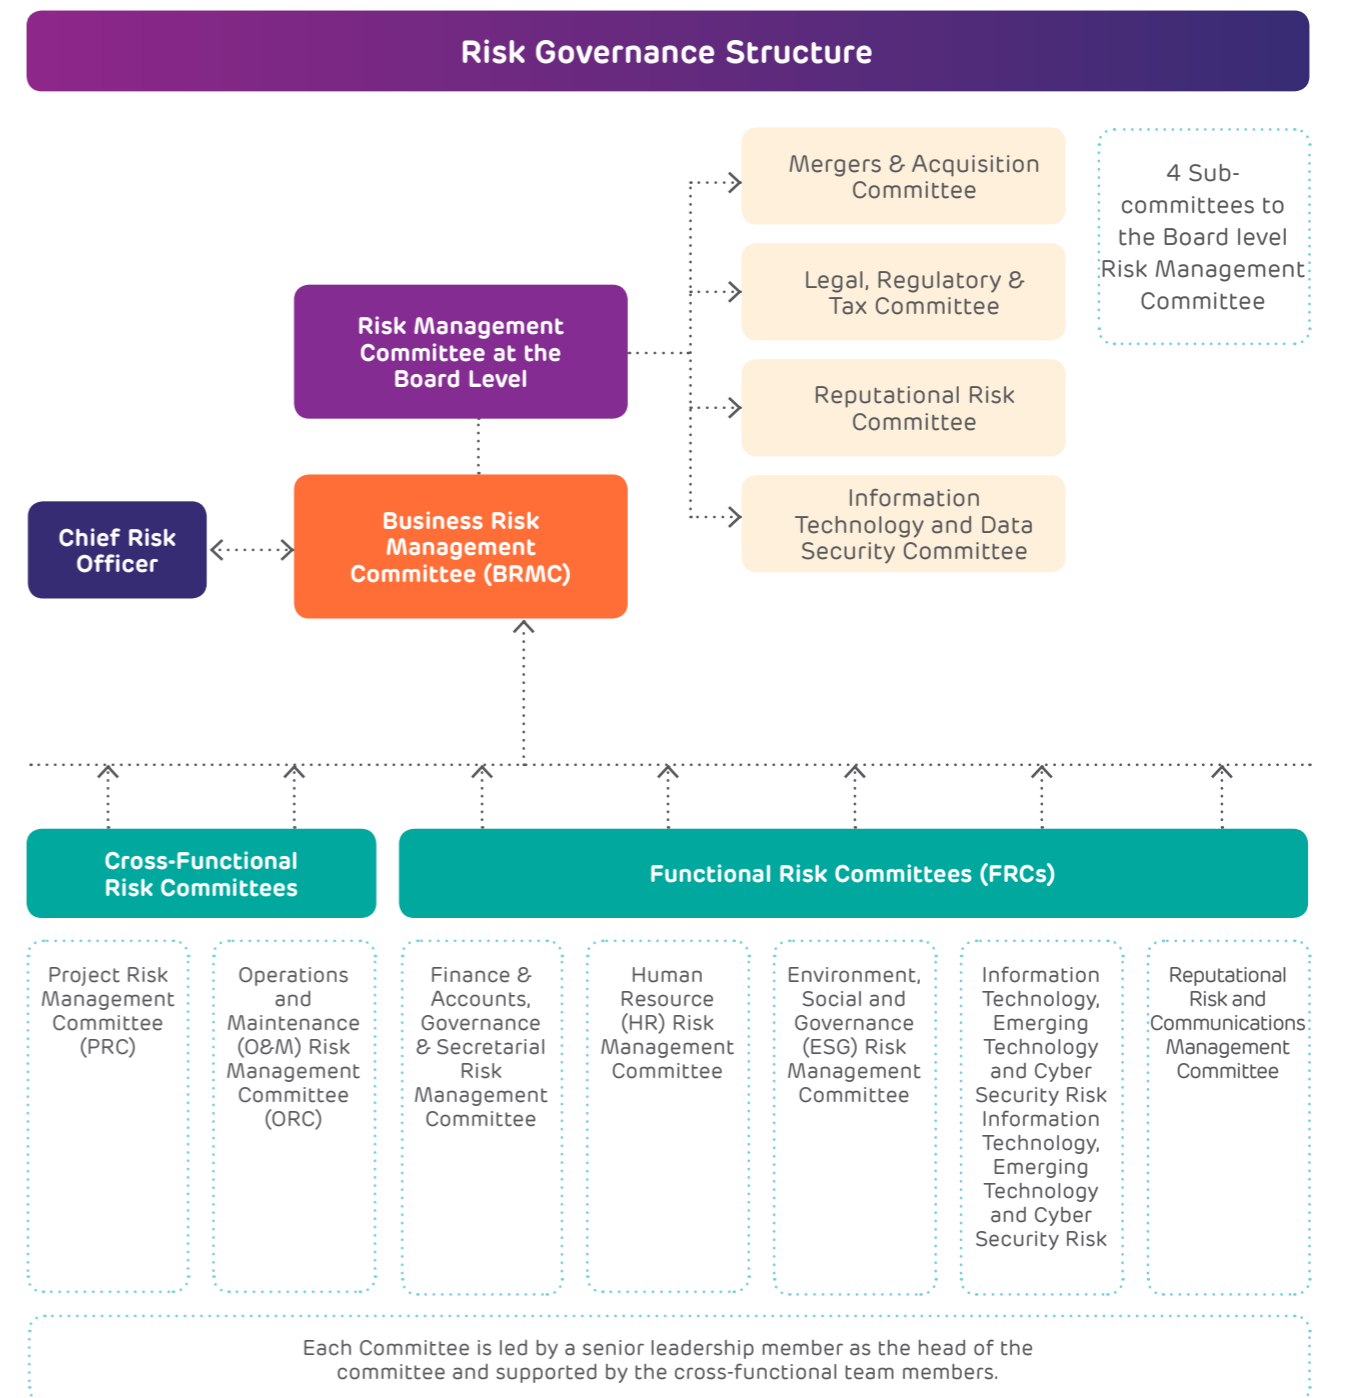 Risk Governance Structure
Mergers & Acquisition
Committee
4 Sub-
committees to
the Board level
Risk Management
Committee
Legal, Regulatory &
Tax Committee
Risk Management
Committee at the
Board Level
Reputational Risk
Committee
Information
Technology and Data
Security Committee
Chief Risk
Officer
Business Risk
Management
Committee (BRMC)
Cross-Functional
Risk Committees
Functional Risk Committees (FRCs)
Project Risk
Management
Committee
(PRC)
Operations
and
Maintenance
(O&M) Risk
Management
Committee
(ORC)
Finance &
Accounts,
Governance
& Secretarial
Risk
Management
Committee
Human
Resource
(HR) Risk
Management
Committee
Environment,
Social and
Governance
(ESG) Risk
Management
Committee
Information
Technology,
Emerging
Technology
and Cyber
Security Risk
Information
Technology,
Emerging
Technology
and Cyber
Security Risk
Reputational
Risk and
Communications
Management
Committee
Each Committee is led by a senior leadership member as the head of the
committee and supported by the cross-functional team members.